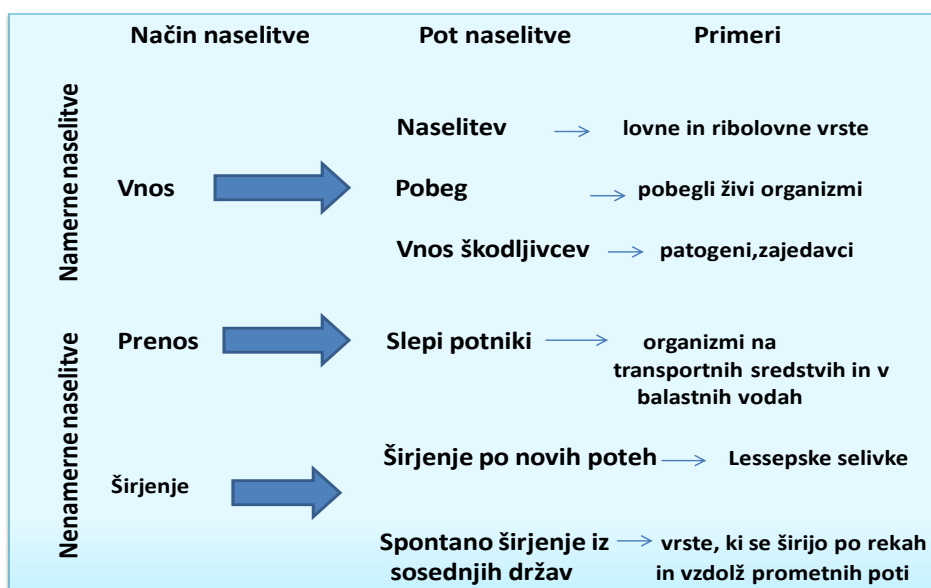 Način naselitve Pot naselitve Primeri
Namerne naselitve
Naselitev lovne in ribolovne vrste
Vnos Pobeg pobegli živi organizmi
Vnos škodljivcev patogeni,zajedavci
Nenamerne naselitve
Prenos Slepi potniki organizmi na
transportnih sredstvih in v
balastnih vodah
Širjenje po novih poteh Lessepske selivke
Širjenje
Spontano širjenje iz vrste, ki se širijo po rekah
sosednjih držav in vzdolž prometnih poti